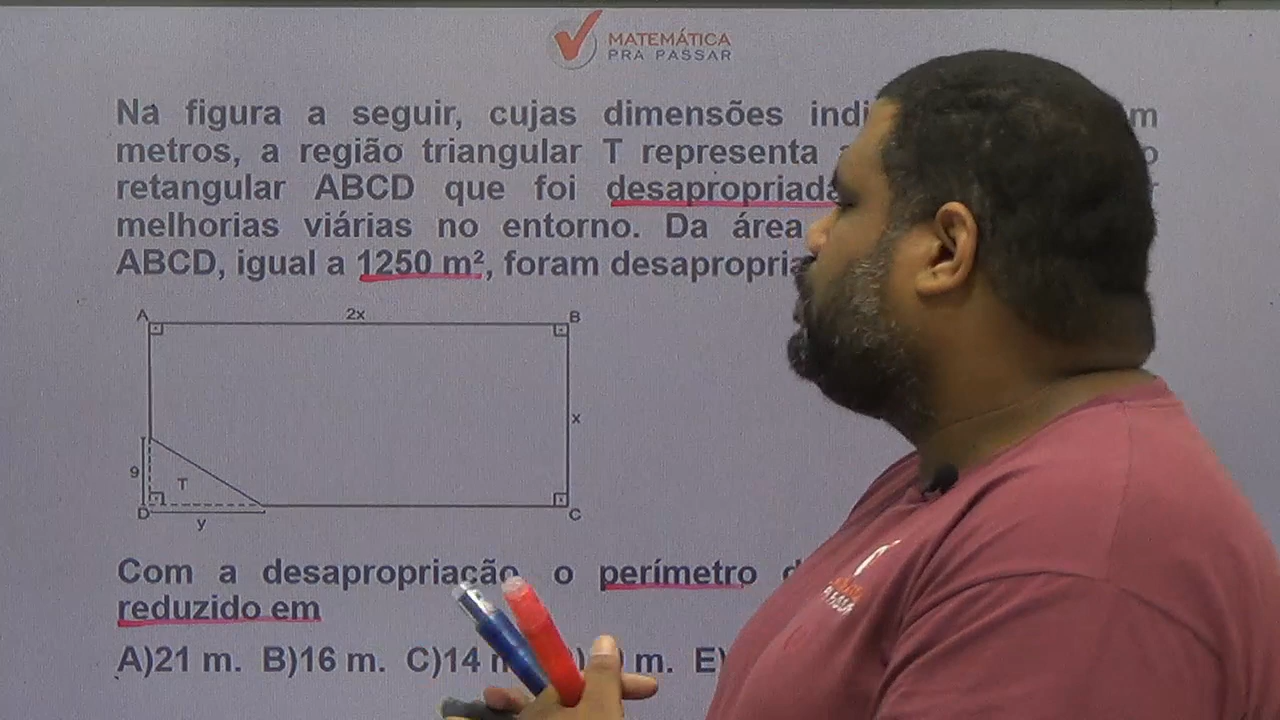 MATEMÁTICA
PRA PASSAR
Na figura a seguir, cujas dimensões
metros, a região triangular T representa
retangular ABCD que foi desapropriada
melhorias viárias no entorno. Da área
ABCD, igual a 1250 m², foram
A 2x B
x
9 T
D C
y
Com a desapropriação, o perímetro
reduzido em
A)21 m. B)16 m. C)14 m. E)
PASSAR